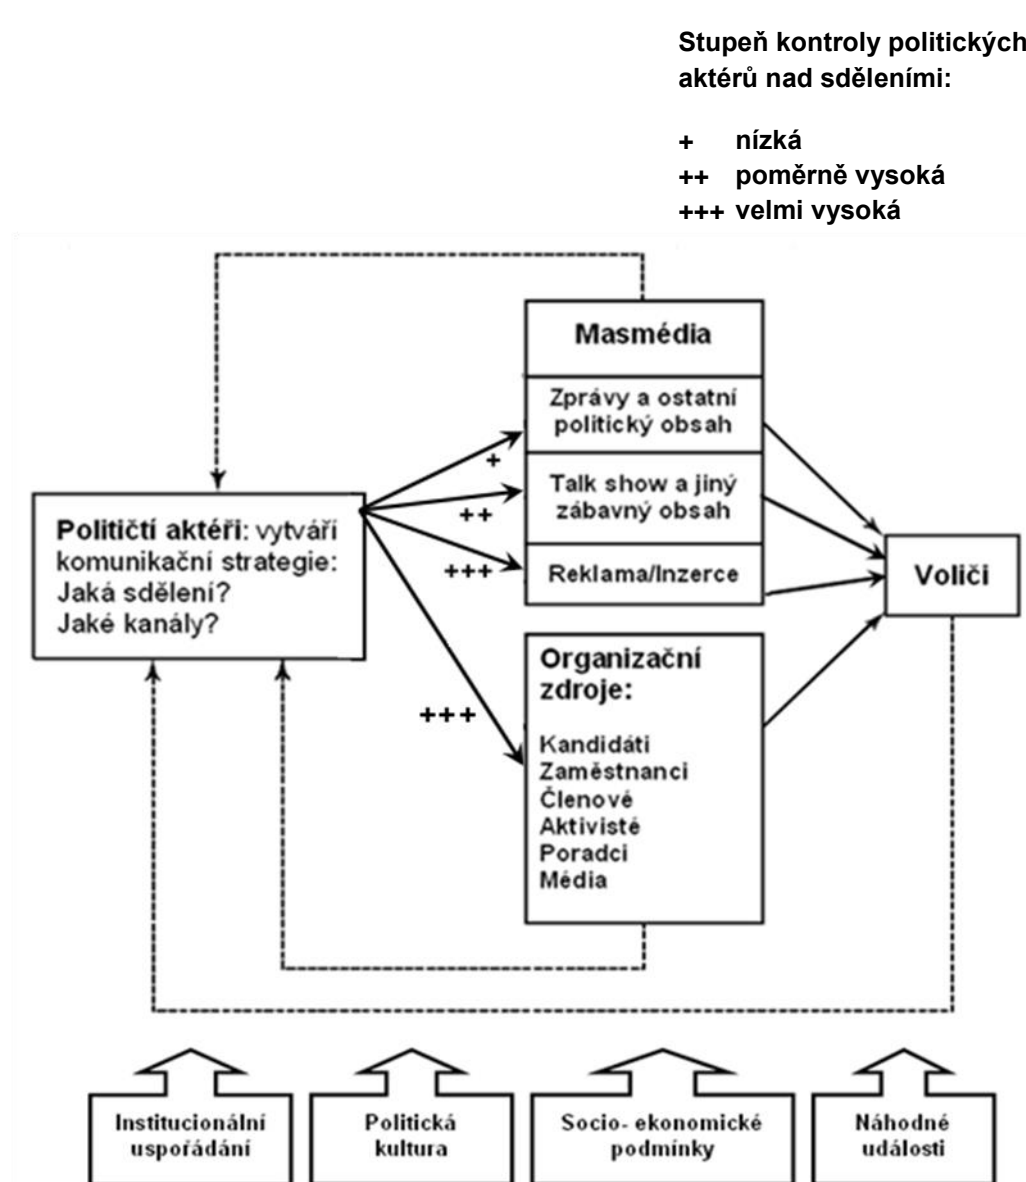 Stupeň kontroly politických
aktérů nad sděleními:
+ nízká
++ poměrně vysoká
+++ velmi vysoká
Masmédia
Zprávy a ostatní
politický obsah
+
Talk show a jiný
zábavný obsah
++
Političtí aktéři: vytváří
komunikační strategie:
Jaká sdělení?
Jaké kanály?
+++
Reklama/Inzerce
Voliči
+++
Organizační
zdroje:
Kandidáti
Zaměstnanci
Členové
Aktivisté
Poradci
Média
Institucionální
uspořádání
Politická
kultura
Socio- ekonomické
podmínky
Náhodné
události